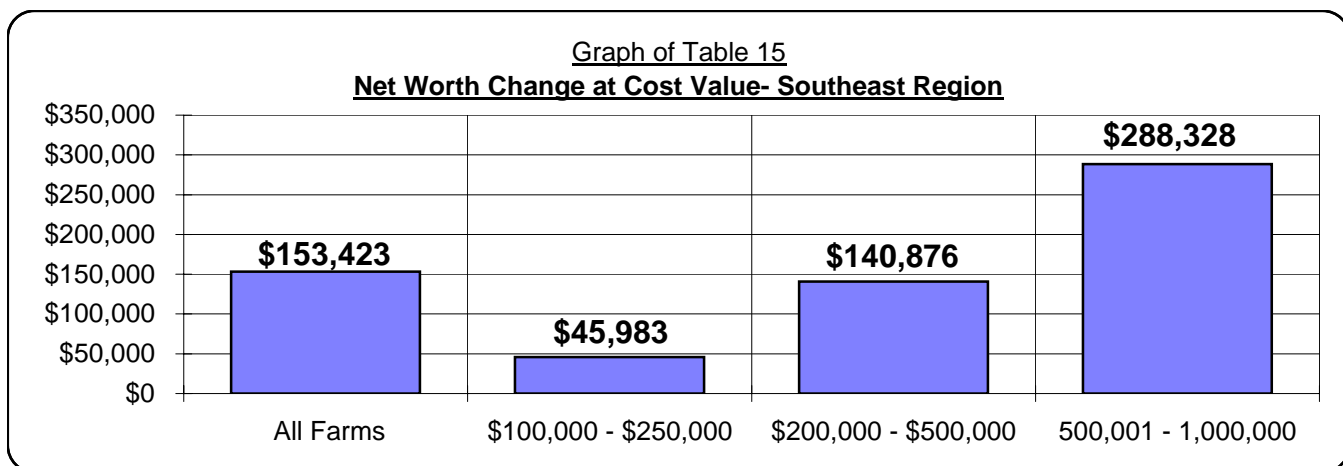 Graph of Table 15
Net Worth Change at Cost Value- Southeast Region
$350,000
$300,000
$250,000
$200,000
$150,000
$100,000
$50,000
$0
$153,423
$45,983
$140,876
$288,328
All Farms
$100,000 - $250,000
$200,000 - $500,000
500,001 - 1,000,000